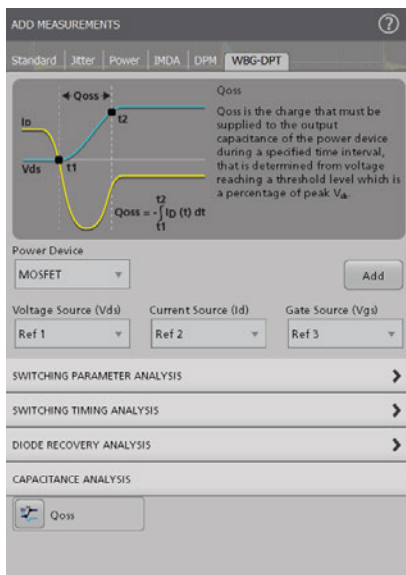 ADD MEASUREMENTS
?
Standard Jitter Power IMDA DPM WBG-DPT
Qoss
Qoss
Qoss is the charge that must be
supplied to the output
capacitance of the power device
during a specified time interval,
that is determined from voltage
reaching a threshold level which is
a percentage of peak Vds.
ID
t2
Vds
t1
t2
Qoss = -∫ID (t) dt
t1
Power Device
MOSFET
Add
Voltage Source (Vds) Current Source (Id) Gate Source (Vgs)
Ref 1 Ref 2 Ref 3
SWITCHING PARAMETER ANALYSIS
SWITCHING TIMING ANALYSIS
DIODE RECOVERY ANALYSIS
CAPACITANCE ANALYSIS
Qoss